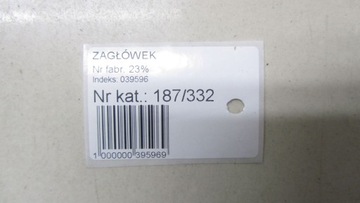 ZAGŁÓWEK
Nr fabr. 23%
Indeks: 039596
Nr kat.: 187/332
1 000000 395969